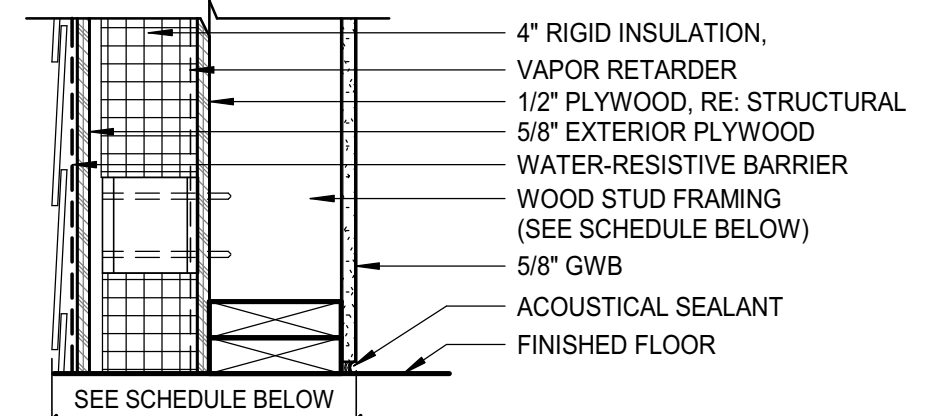 4" RIGID INSULATION,
VAPOR RETARDER
1/2" PLYWOOD, RE: STRUCTURAL
5/8" EXTERIOR PLYWOOD
WATER-RESISTIVE BARRIER
WOOD STUD FRAMING
(SEE SCHEDULE BELOW)
5/8" GWB
ACOUSTICAL SEALANT
FINISHED FLOOR
SEE SCHEDULE BELOW